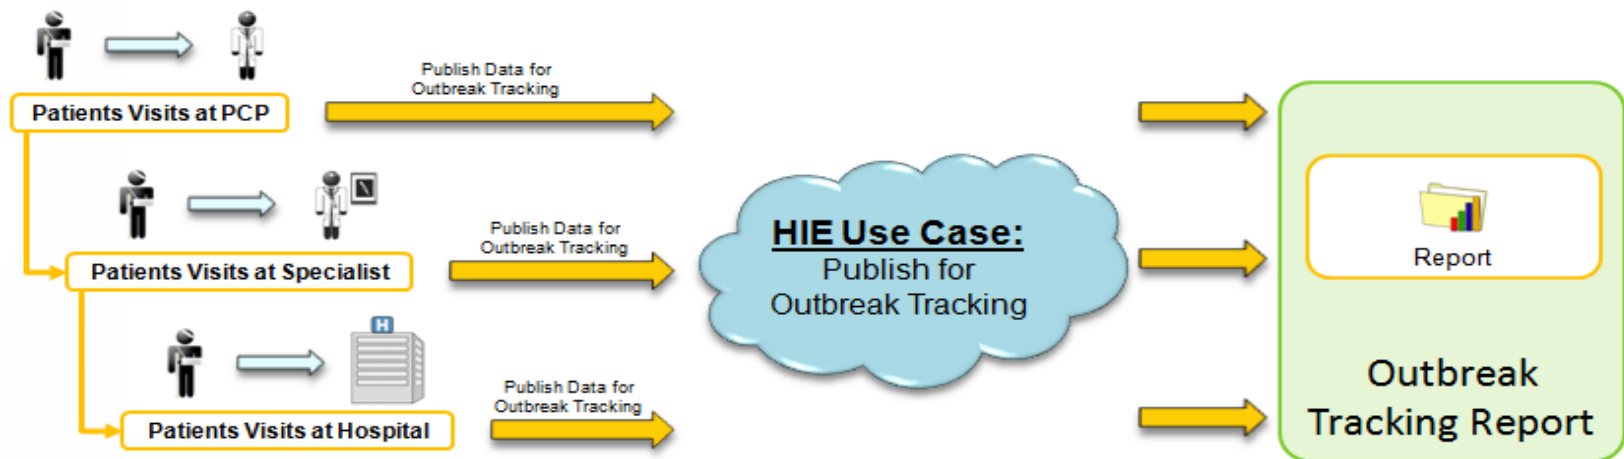 Publish Data for
Outbreak Tracking
Patients Visits at PCP
Publish Data for
Outbreak Tracking
Patients Visits at Specialist
H
Publish Data for
Outbreak Tracking
Patients Visits at Hospital
HIE Use Case:
Publish for
Outbreak Tracking
Report
Outbreak
Tracking Report